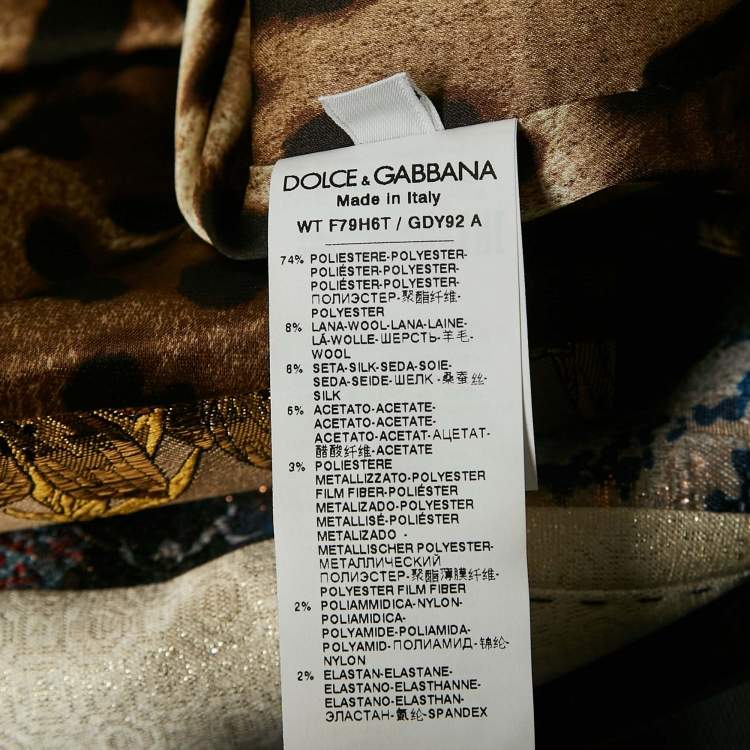 DOLCE & GABBANA
Made in Italy
WT F79H6T / GDY92 A
74% POLIESTERE-POLYESTER-
POLIÉSTER-POLYESTER-
POLIÉSTER-POLYESTER-
ПОЛИЭСТЕР-聚酯纤维-
POLYESTER
8% LANA-WOOL-LANA-LAINE-
LÃ-WOLLE-ШЕРСТЬ-羊毛-
WOOL
6% SETA-SILK-SEDA-SOIE-
SEDA-SEIDE-ШЕЛК-桑蚕丝-
SILK
5% ACETATO-ACETATE-
ACETATO-ACETATE-
ACETATO-ACETAT-АЦЕТАТ-
醋酸纤维-ACETATE
3% POLIESTERE
METALLIZZATO-POLYESTER
FILM FIBER-POLIÉSTER
METALIZADO-POLYESTER
METALLISÉ-POLIÉSTER
METALIZADO -
METALLISCHER POLYESTER-
МЕТАЛЛИЧЕСКИЙ
ПОЛИЭСТЕР-聚酯薄膜纤维-
POLYESTER FILM FIBER
2% POLIAMMIDICA-NYLON-
POLIAMIDICA-
POLYAMIDE-POLIAMIDA-
POLYAMID-ПОЛИАМИД-锦纶-
NYLON
2% ELASTAN-ELASTANE-
ELASTANO-ELASTHANNE-
ELASTANO-ELASTHAN-
ЭЛАСТАН-氨纶-SPANDEX